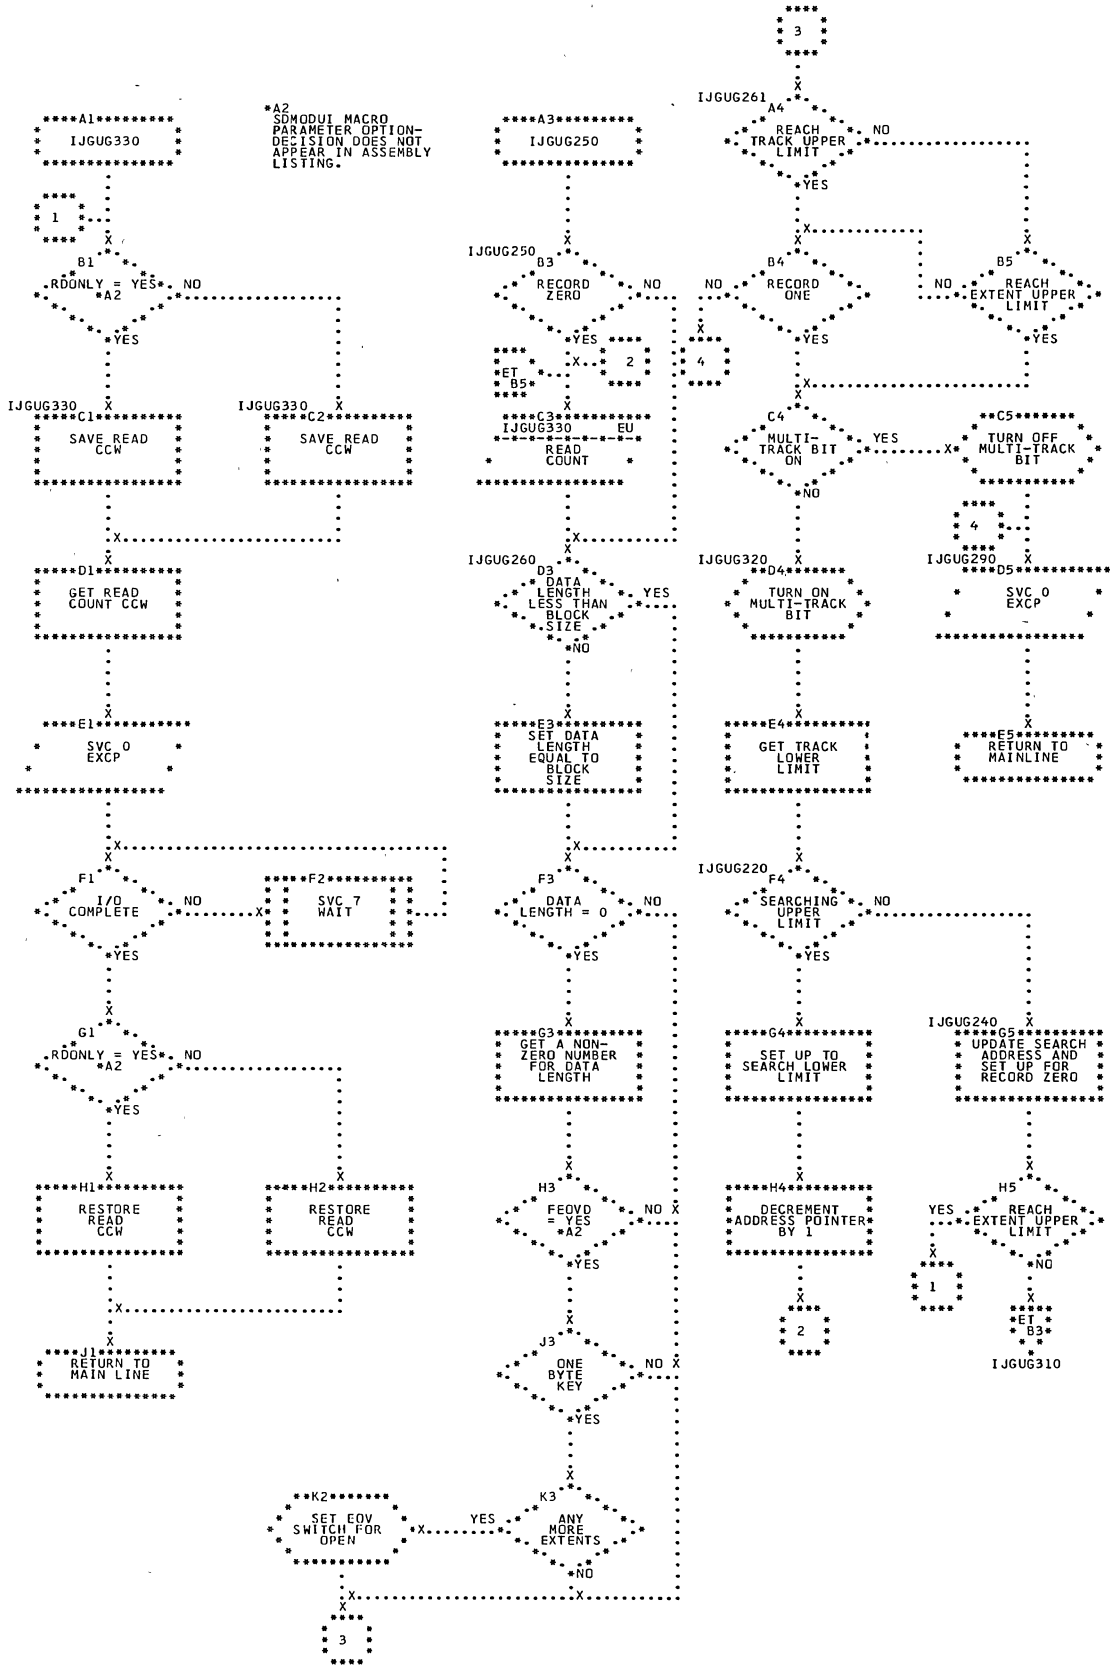 3
A1
IJGUG330
*A2
SDMODUI MACRO
PARAMETER OPTION-
DECISION DOES NOT
APPEAR IN ASSEMBLY
LISTING.
A3
IJGUG250
IJGUG261
A4
REACH
TRACK UPPER
LIMIT
NO
YES
1
B1
RDONLY = YES
*A2
NO
YES
IJGUG250
B3
RECORD
ZERO
NO
YES
B4
RECORD
ONE
NO
YES
B5
REACH
EXTENT UPPER
LIMIT
NO
YES
*ET
B5*
2
4
IJGUG330
C1
SAVE READ
CCW
IJGUG330
C2
SAVE READ
CCW
C3
IJGUG330 EU
READ
COUNT
C4
MULTI-
TRACK BIT
ON
YES
NO
C5
TURN OFF
MULTI-TRACK
BIT
4
D1
GET READ
COUNT CCW
IJGUG260
D3
DATA
LENGTH
LESS THAN
BLOCK
SIZE
YES
NO
IJGUG320
D4
TURN ON
MULTI-TRACK
BIT
IJGUG290
D5
SVC 0
EXCP
E1
SVC 0
EXCP
E3
SET DATA
LENGTH
EQUAL TO
BLOCK
SIZE
E4
GET TRACK
LOWER
LIMIT
E5
RETURN TO
MAINLINE
F1
I/O
COMPLETE
NO
YES
F2
SVC 7
WAIT
F3
DATA
LENGTH = 0
NO
YES
IJGUG220
F4
SEARCHING
UPPER
LIMIT
NO
YES
G1
RDONLY = YES
*A2
NO
YES
G3
GET A NON-
ZERO NUMBER
FOR DATA
LENGTH
G4
SET UP TO
SEARCH LOWER
LIMIT
IJGUG240
G5
UPDATE SEARCH
ADDRESS AND
SET UP FOR
RECORD ZERO
H1
RESTORE
READ
CCW
H2
RESTORE
READ
CCW
H3
FEOVD
= YES
*A2
NO
YES
H4
DECREMENT
ADDRESS POINTER
BY 1
H5
REACH
EXTENT UPPER
LIMIT
YES
NO
1
2
*ET
B3*
IJGUG310
J1
RETURN TO
MAIN LINE
J3
ONE
BYTE
KEY
NO
YES
K2
SET EOV
SWITCH FOR
OPEN
K3
ANY
MORE
EXTENTS
YES
NO
3